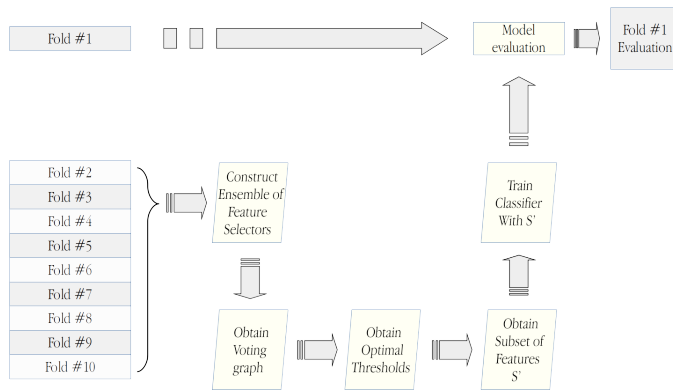 Fold #1
Model
evaluation
Fold #1
Evaluation
Fold #2
Fold #3
Fold #4
Fold #5
Fold #6
Fold #7
Fold #8
Fold #9
Fold #10
Construct
Ensemble of
Feature
Selectors
Train
Classifier
With S'
Obtain
Voting
graph
Obtain
Optimal
Thresholds
Obtain
Subset of
Features
S'